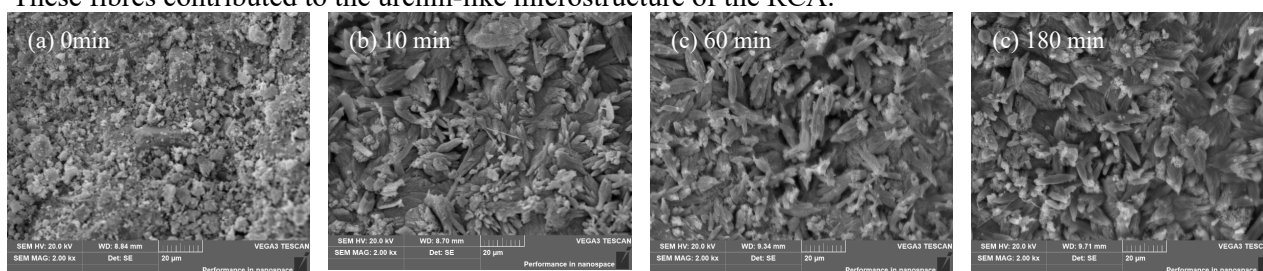 These fibres contributed to the urchin-like microstructure of the RCA.
(a) 0min
(b) 10 min
(c) 60 min
(c) 180 min
SEM HV: 20.0 kV WD: 8.84 mm VEGA3 TESCAN
SEM MAG: 2.00 kx Det: SE 20 µm
Performance in nanospace
SEM HV: 20.0 kV WD: 8.70 mm VEGA3 TESCAN
SEM MAG: 2.00 kx Det: SE 20 µm
Performance in nanospace
SEM HV: 20.0 kV WD: 9.34 mm VEGA3 TESCAN
SEM MAG: 2.00 kx Det: SE 20 µm
Performance in nanospace
SEM HV: 20.0 kV WD: 9.71 mm VEGA3 TESC
SEM MAG: 2.00 kx Det: SE 20 µm
Performance in nanospace